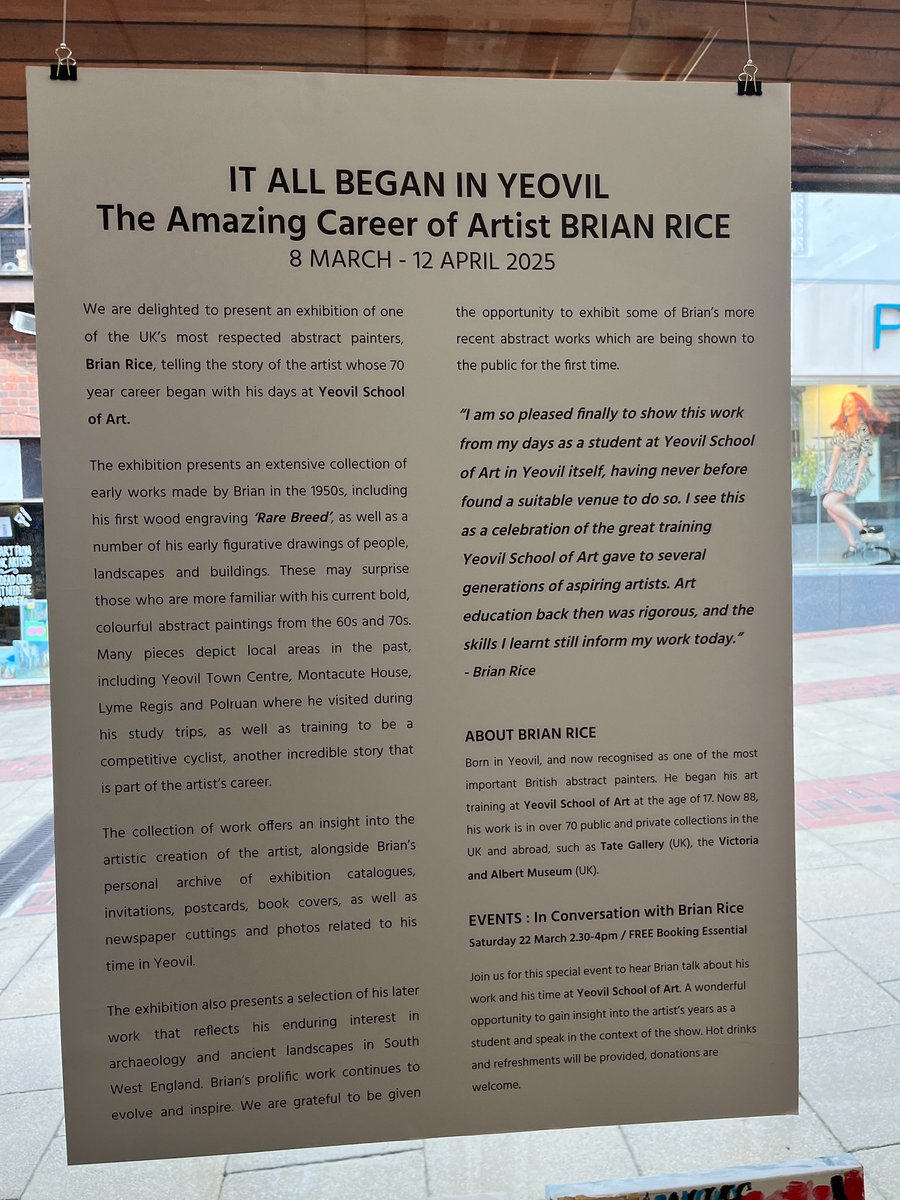 IT ALL BEGAN IN YEOVIL
The Amazing Career of Artist BRIAN RICE
8 MARCH - 12 APRIL 2025
We are delighted to present an exhibition of one
of the UK's most respected abstract painters,
Brian Rice, telling the story of the artist whose 70
year career began with his days at Yeovil School
of Art.
The exhibition presents an extensive collection of
early works made by Brian in the 1950s, including
his first wood engraving 'Rare Breed', as well as a
number of his early figurative drawings of people,
landscapes and buildings. These may surprise
those who are more familiar with his current bold,
colourful abstract paintings from the 60s and 70s.
Many pieces depict local areas in the past,
including Yeovil Town Centre, Montacute House,
Lyme Regis and Polruan where he visited during
his study trips, as well as training to be a
competitive cyclist, another incredible story that
is part of the artist's career.
The collection of work offers an insight into the
artistic creation of the artist, alongside Brian's
personal archive of exhibition catalogues,
invitations, postcards, book covers, as well as
newspaper cuttings and photos related to his
time in Yeovil.
The exhibition also presents a selection of his later
work that reflects his enduring interest in
archaeology and ancient landscapes in South
West England. Brian's prolific work continues to
evolve and inspire. We are grateful to be given
the opportunity to exhibit some of Brian's more
recent abstract works which are being shown to
the public for the first time.
"I am so pleased finally to show this work
from my days as a student at Yeovil School
of Art in Yeovil itself, having never before
found a suitable venue to do so. I see this
as a celebration of the great training
Yeovil School of Art gave to several
generations of aspiring artists. Art
education back then was rigorous, and the
skills I learnt still inform my work today."
- Brian Rice
ABOUT BRIAN RICE
Born in Yeovil, and now recognised as one of the most
important British abstract painters. He began his art
training at Yeovil School of Art at the age of 17. Now 88,
his work is in over 70 public and private collections in the
UK and abroad, such as Tate Gallery (UK), the Victoria
and Albert Museum (UK).
EVENTS : In Conversation with Brian Rice
Saturday 22 March 2.30-4pm / FREE Booking Essential
Join us for this special event to hear Brian talk about his
work and his time at Yeovil School of Art. A wonderful
opportunity to gain insight into the artist's years as a
student and speak in the context of the show. Hot drinks
and refreshments will be provided, donations are
welcome.
P